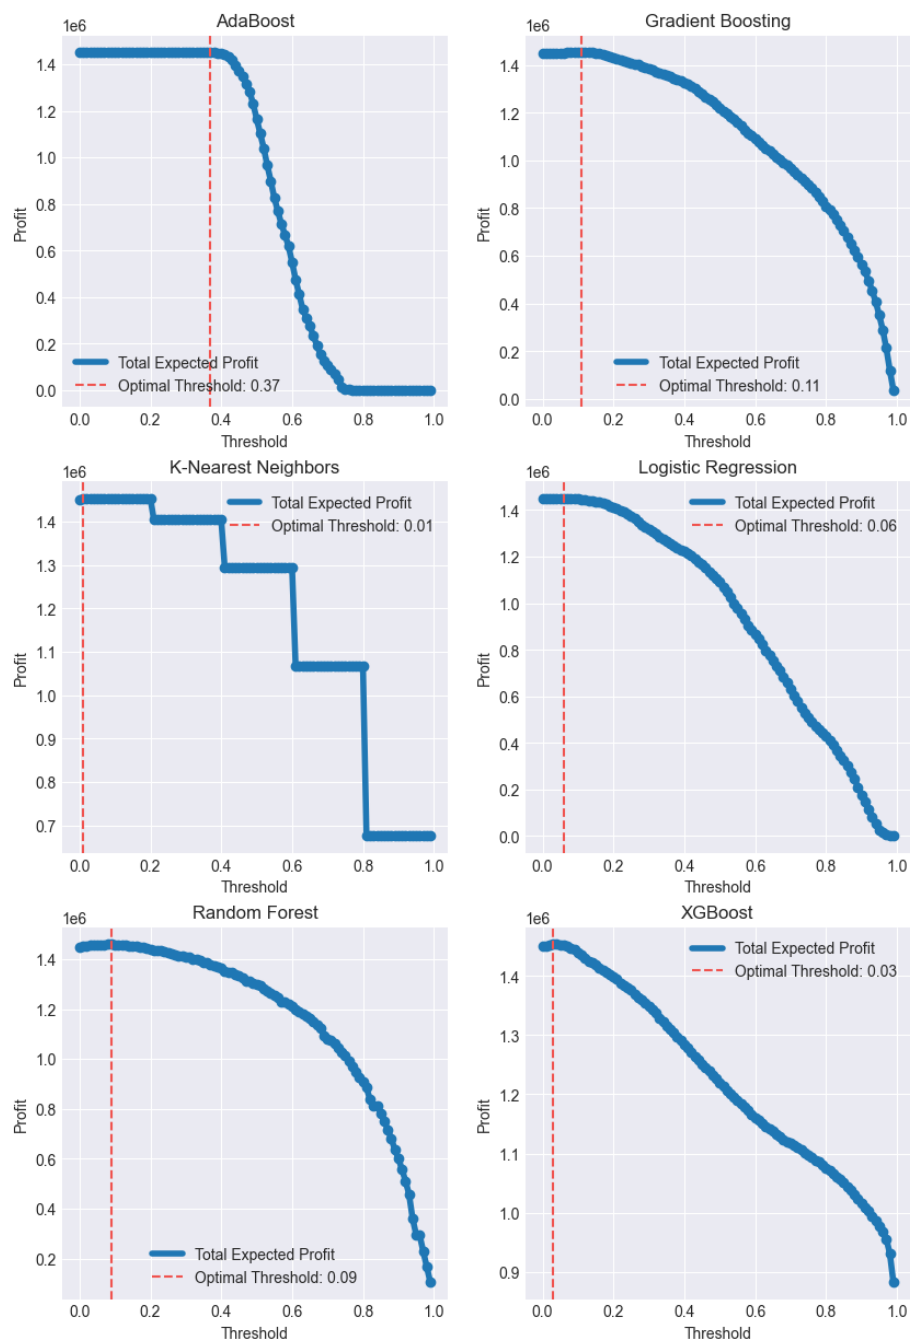 AdaBoost
1e6
1.4
1.2
1.0
0.8
0.6
0.4
0.2
0.0
Profit
Total Expected Profit
Optimal Threshold: 0.37
0.0 0.2 0.4 0.6 0.8 1.0
Threshold
Gradient Boosting
1e6
1.4
1.2
1.0
0.8
0.6
0.4
0.2
0.0
Profit
Total Expected Profit
Optimal Threshold: 0.11
0.0 0.2 0.4 0.6 0.8 1.0
Threshold
K-Nearest Neighbors
1e6
Total Expected Profit
Optimal Threshold: 0.01
1.4
1.3
1.2
1.1
1.0
0.9
0.8
0.7
Profit
0.0 0.2 0.4 0.6 0.8 1.0
Threshold
Logistic Regression
1e6
Total Expected Profit
Optimal Threshold: 0.06
1.4
1.2
1.0
0.8
0.6
0.4
0.2
0.0
Profit
0.0 0.2 0.4 0.6 0.8 1.0
Threshold
Random Forest
1e6
1.4
1.2
1.0
0.8
0.6
0.4
0.2
Profit
Total Expected Profit
Optimal Threshold: 0.09
0.0 0.2 0.4 0.6 0.8 1.0
Threshold
XGBoost
1e6
Total Expected Profit
Optimal Threshold: 0.03
1.4
1.3
1.2
1.1
1.0
0.9
Profit
0.0 0.2 0.4 0.6 0.8 1.0
Threshold